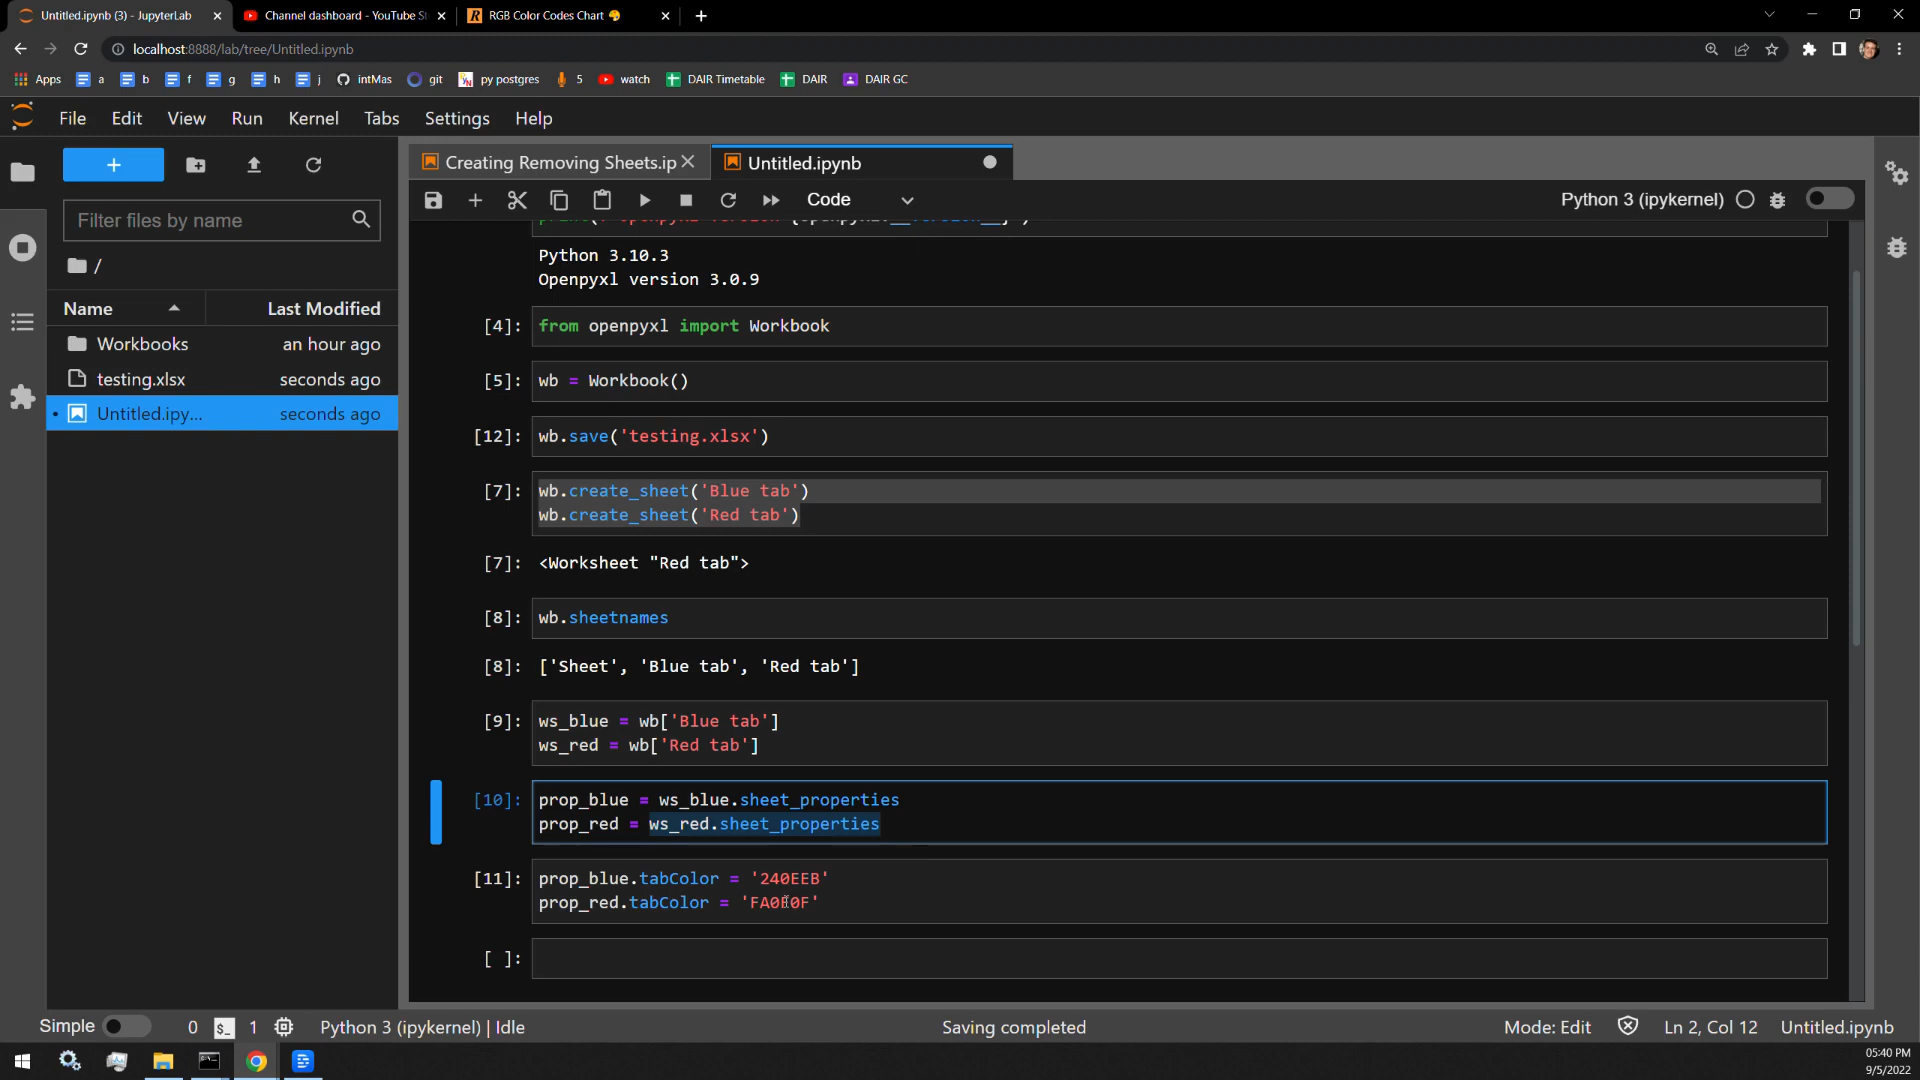 Untitled.ipynb (3) - JupyterLab
Channel dashboard - YouTube St
RGB Color Codes Chart
localhost:8888/lab/tree/Untitled.ipynb
Apps a b f g h j intMas git py postgres 5 watch DAIR Timetable DAIR DAIR GC
File Edit View Run Kernel Tabs Settings Help
Creating Removing Sheets.ip
Untitled.ipynb
Filter files by name
Code
Python 3 (ipykernel)
/
Name Last Modified
Workbooks an hour ago
testing.xlsx seconds ago
Untitled.ipy... seconds ago
Python 3.10.3
Openpyxl version 3.0.9
[4]: from openpyxl import Workbook
[5]: wb = Workbook()
[12]: wb.save('testing.xlsx')
[7]: wb.create_sheet('Blue tab')
wb.create_sheet('Red tab')
[7]: <Worksheet "Red tab">
[8]: wb.sheetnames
[8]: ['Sheet', 'Blue tab', 'Red tab']
[9]: ws_blue = wb['Blue tab']
ws_red = wb['Red tab']
[10]: prop_blue = ws_blue.sheet_properties
prop_red = ws_red.sheet_properties
[11]: prop_blue.tabColor = '240EEB'
prop_red.tabColor =
[ ]:
Simple 0 $_ 1 Python 3 (ipykernel) | Idle Saving completed Mode: Edit Ln 2, Col 12 Untitled.ipynb
05:40 PM
9/5/2022